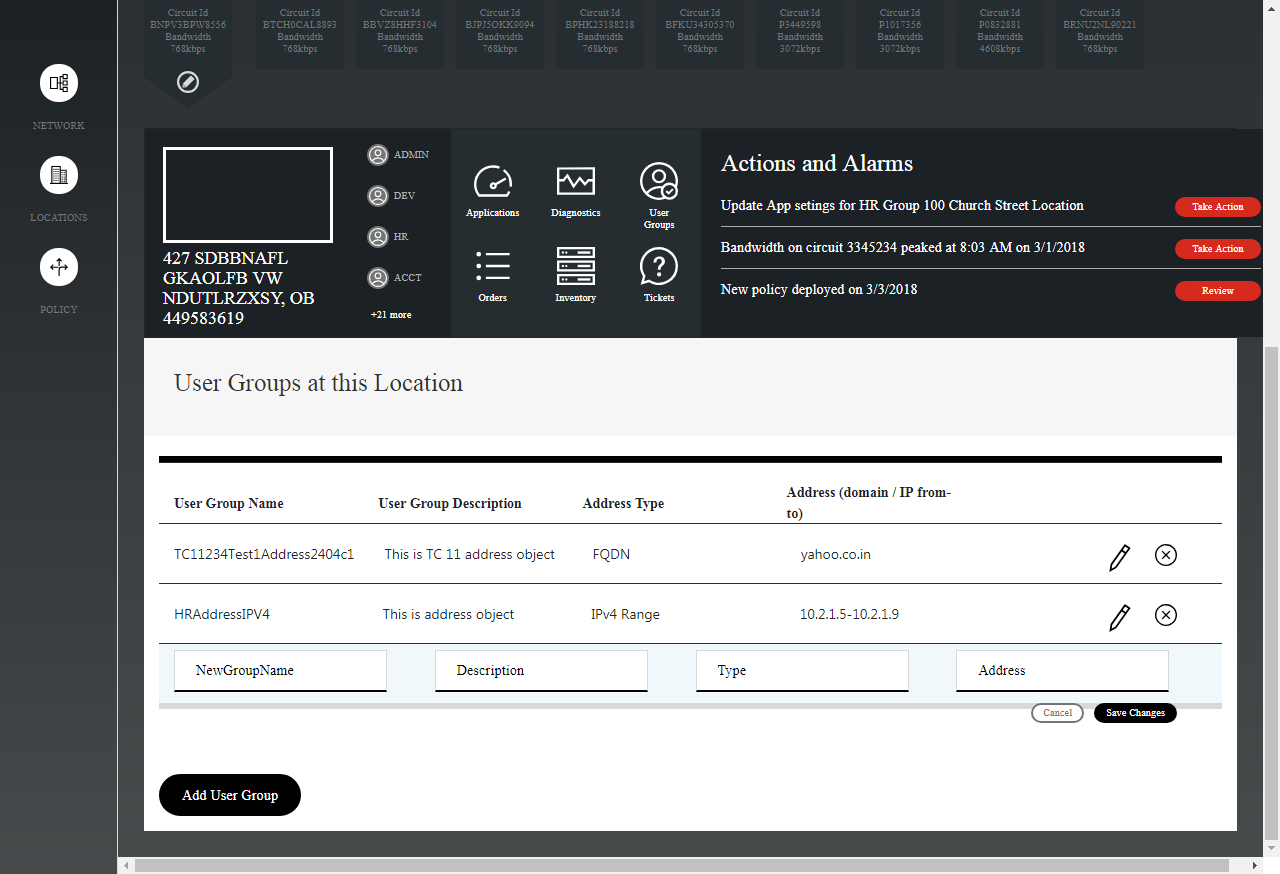 Circuit Id
BNPV3BPW8556
Bandwidth
768kbps
Circuit Id
BTCH0CAL8893
Bandwidth
768kbps
Circuit Id
BBVZ8HHF3104
Bandwidth
768kbps
Circuit Id
BJPJ5OKK9094
Bandwidth
768kbps
Circuit Id
BPHK23188218
Bandwidth
768kbps
Circuit Id
BFKU34305370
Bandwidth
768kbps
Circuit Id
P3449598
Bandwidth
3072kbps
Circuit Id
P1017356
Bandwidth
3072kbps
Circuit Id
P0832881
Bandwidth
4608kbps
Circuit Id
BRNU2NL90221
Bandwidth
768kbps
NETWORK
LOCATIONS
POLICY
427 SDBBNAFL
GKAOLFB VW
NDUTLRZXSY, OB
449583619
ADMIN
DEV
HR
ACCT
+21 more
Applications
Diagnostics
User
Groups
Orders
Inventory
Tickets
Actions and Alarms
Update App setings for HR Group 100 Church Street Location
Take Action
Bandwidth on circuit 3345234 peaked at 8:03 AM on 3/1/2018
Take Action
New policy deployed on 3/3/2018
Review
User Groups at this Location
User Group Name
User Group Description
Address Type
Address (domain / IP from-
to)
TC11234Test1Address2404c1
This is TC 11 address object
FQDN
yahoo.co.in
HRAddressIPV4
This is address object
IPv4 Range
10.2.1.5-10.2.1.9
NewGroupName
Description
Type
Address
Cancel
Save Changes
Add User Group